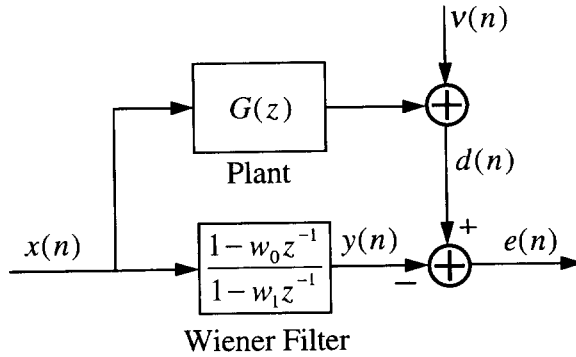 ν(n)
G(z)
Plant
d(n)
x(n)
1 - w₀z⁻¹
1 - w₁z⁻¹
y(n)
+
−
e(n)
Wiener Filter